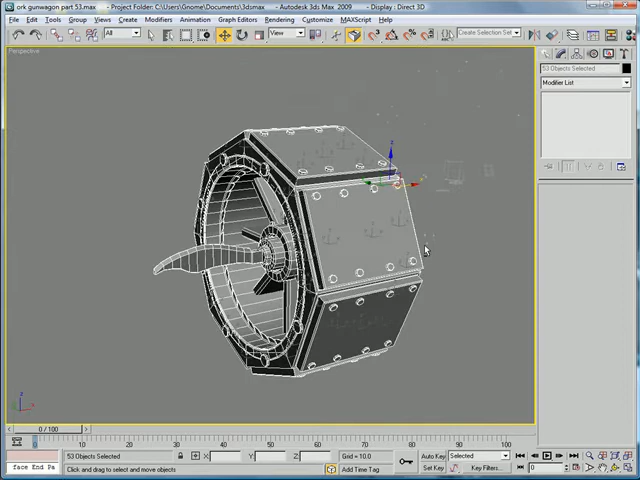 ork gunwagon part 53.max - Project Folder: C:\Users\Gnome\Documents\3dsmax - Autodesk 3ds Max 2009 - Display : Direct 3D
File Edit Tools Group Views Create Modifiers Animation Graph Editors Rendering Customize MAXScript Help
All View Create Selection Set
Perspective
53 Objects Selected
Modifier List
z
z
0 / 100
0 10 20 30 40 50 60 70 80 90 100
53 Objects Selected X: Y: Z: Grid = 10.0 Auto Key Selected
face End Pa Click and drag to select and move objects Add Time Tag Set Key Key Filters... 0